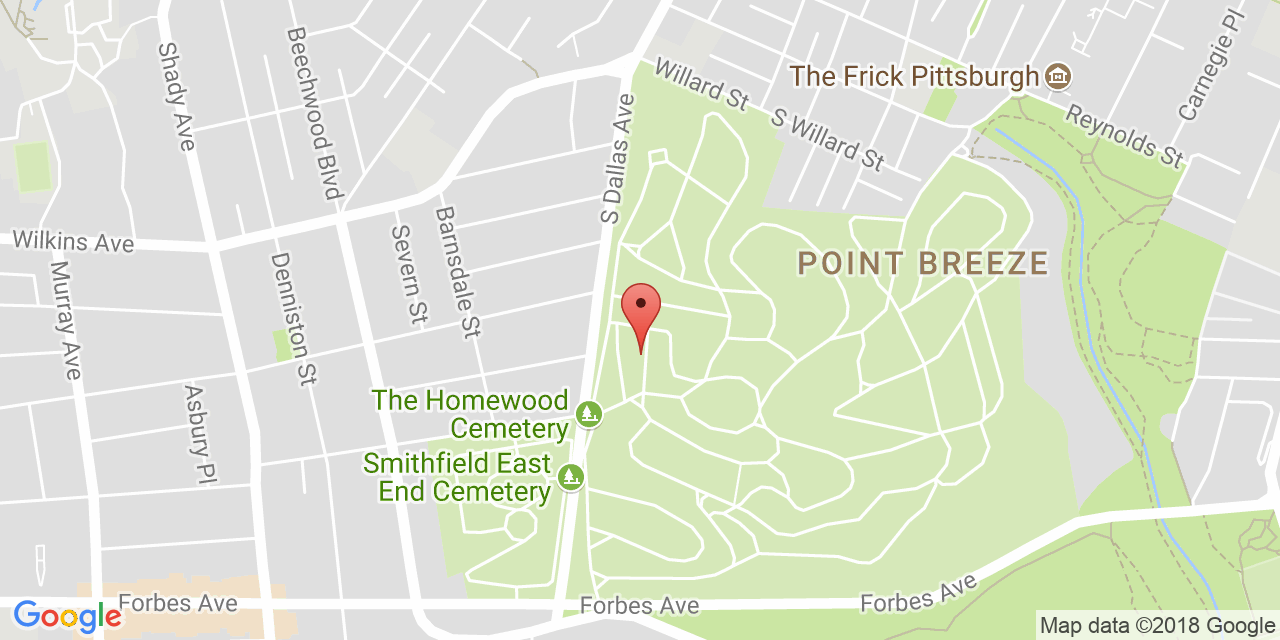 Shady Ave
Beechwood Blvd
S Dallas Ave
Willard St
S Willard St
The Frick Pittsburgh
Carnegie Pl
Reynolds St
Wilkins Ave
Murray Ave
Denniston St
Severn St
Barnsdale St
POINT BREEZE
Asbury Pl
The Homewood
Cemetery
Smithfield East
End Cemetery
Forbes Ave
Forbes Ave
Forbes Ave
Google
Map data ©2018 Google